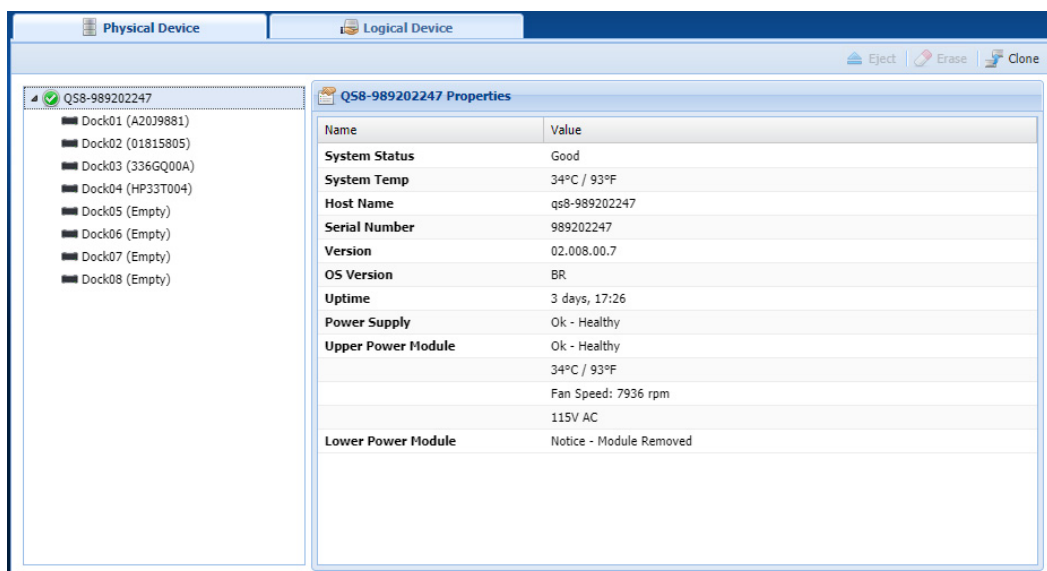 Physical Device
Logical Device
Eject
Erase
Clone
QS8-989202247
Dock01 (A20J9881)
Dock02 (01815805)
Dock03 (336GQ00A)
Dock04 (HP33T004)
Dock05 (Empty)
Dock06 (Empty)
Dock07 (Empty)
Dock08 (Empty)
QS8-989202247 Properties
Name Value
System Status Good
System Temp 34°C / 93°F
Host Name qs8-989202247
Serial Number 989202247
Version 02.008.00.7
OS Version BR
Uptime 3 days, 17:26
Power Supply Ok - Healthy
Upper Power Module Ok - Healthy
34°C / 93°F
Fan Speed: 7936 rpm
115V AC
Lower Power Module Notice - Module Removed